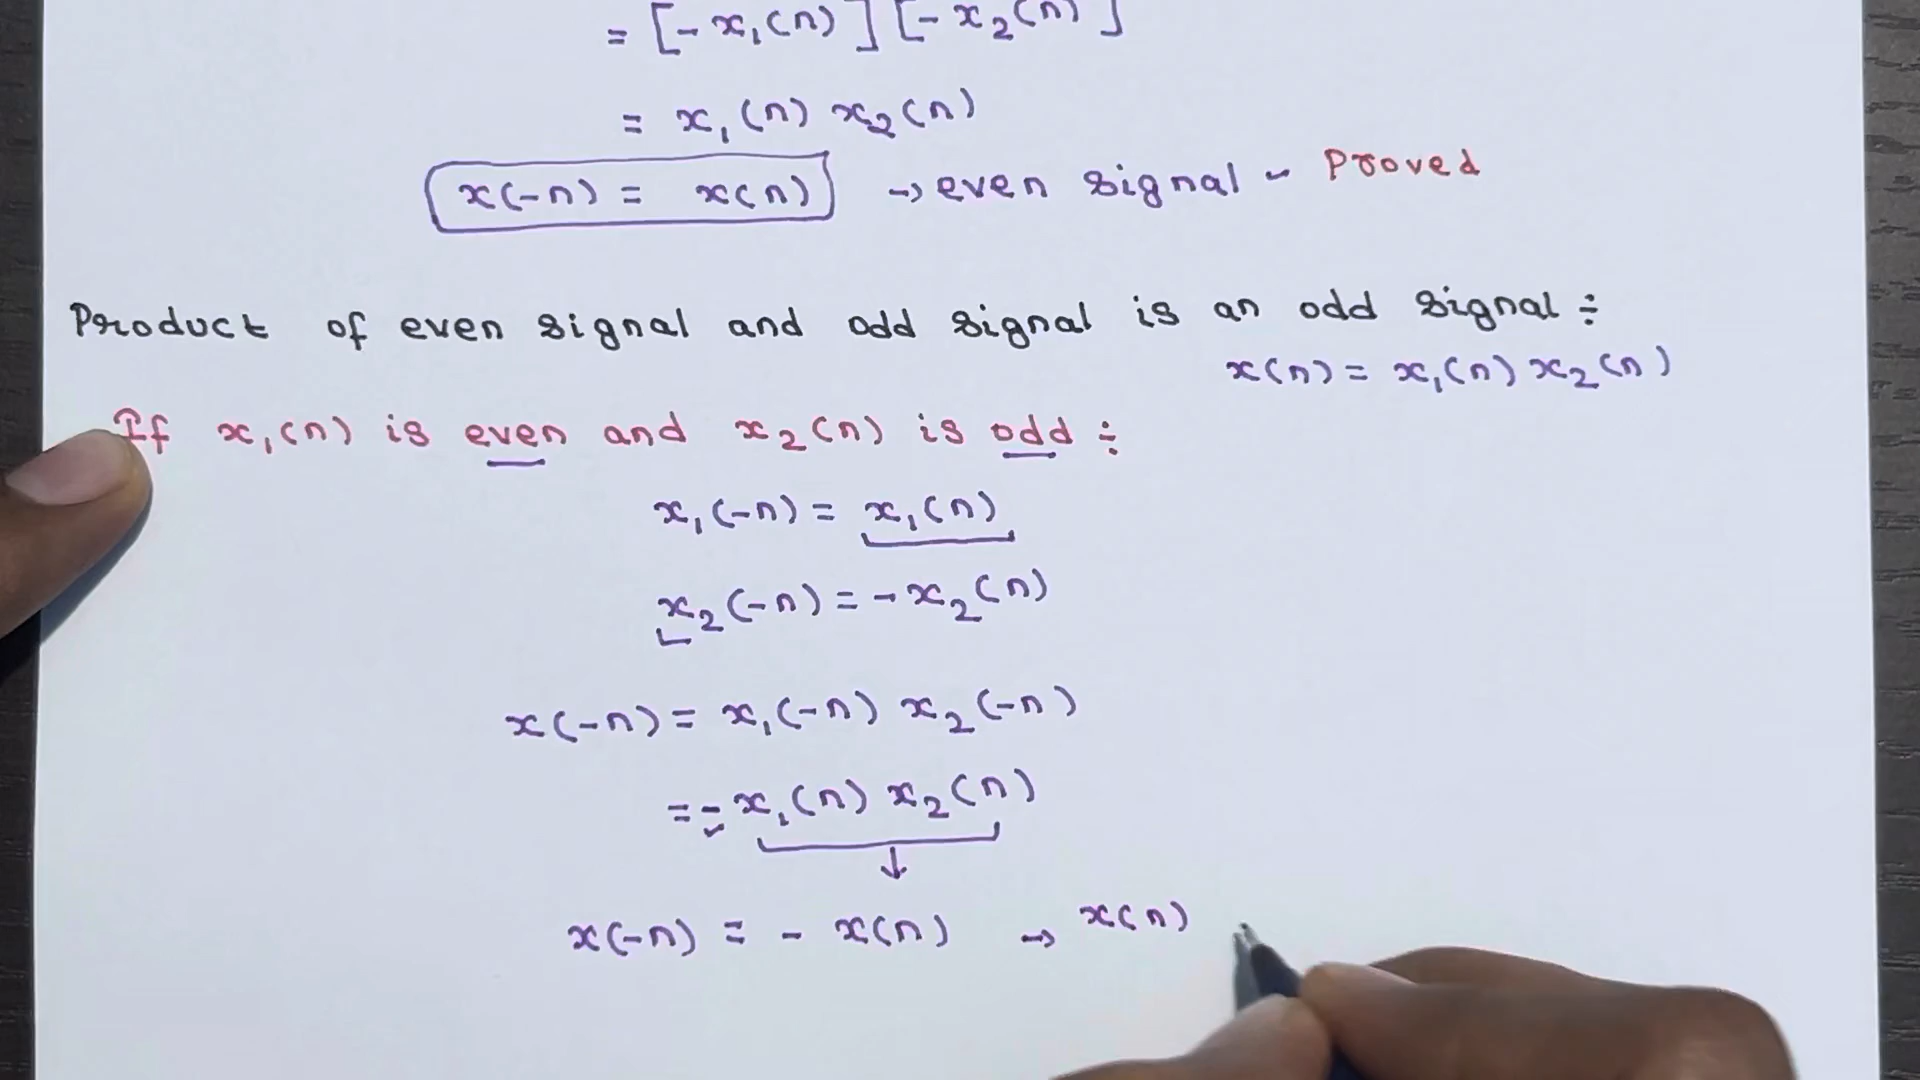 = [-x₁(n)] [-x₂(n)]
= x₁(n) x₂(n)
x(-n) = x(n) → even signal - Proved
Product of even signal and odd signal is an odd signal ÷
x(n) = x₁(n) x₂(n)
If x₁(n) is even and x₂(n) is odd ÷
x₁(-n) = x₁(n)
x₂(-n) = -x₂(n)
x(-n) = x₁(-n) x₂(-n)
= - x₁(n) x₂(n)
↓
x(-n) = - x(n) → x(n)